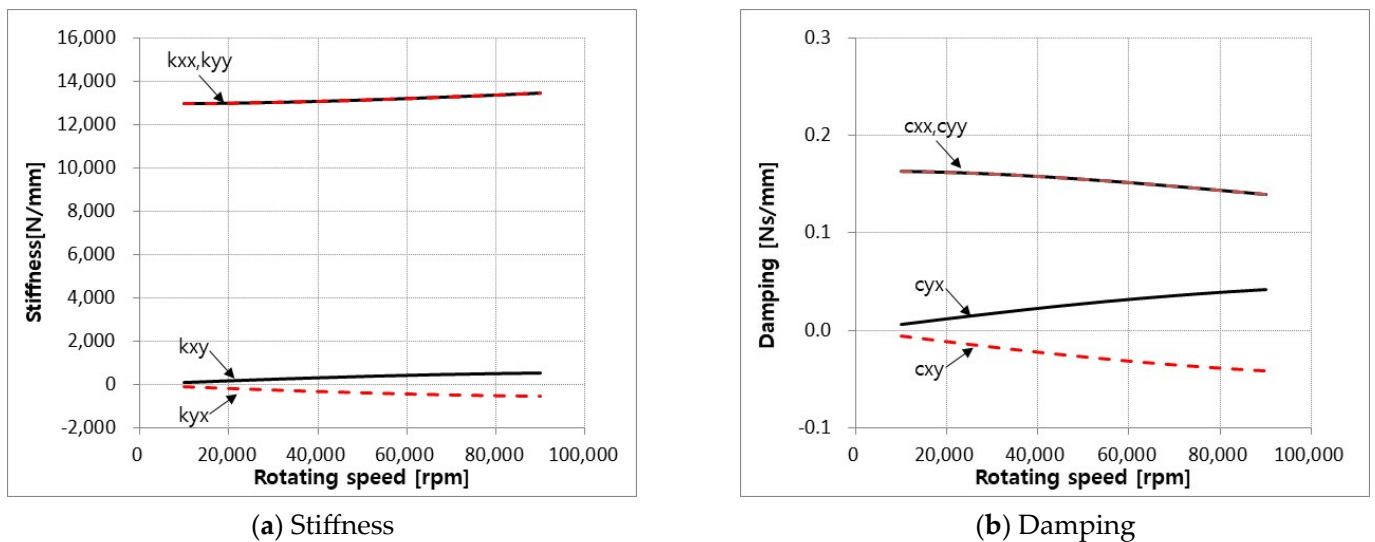 16,000
14,000
12,000
10,000
8,000
6,000
4,000
2,000
0
-2,000
Stiffness[N/mm]
kxx,kyy
kxy
kyx
0 20,000 40,000 60,000 80,000 100,000
Rotating speed [rpm]
(a) Stiffness
0.3
0.2
0.1
0.0
-0.1
Damping [Ns/mm]
cxx,cyy
cyx
cxy
0 20,000 40,000 60,000 80,000 100,000
Rotating speed [rpm]
(b) Damping